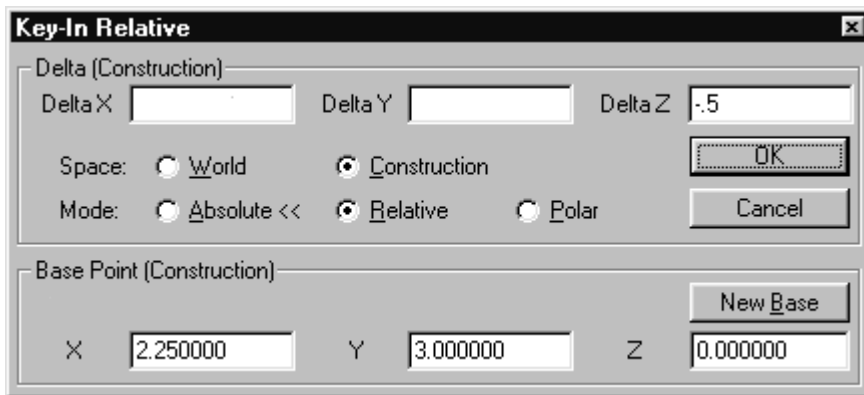 Key-In Relative
Delta (Construction)
Delta X Delta Y Delta Z -.5
Space: World Construction OK
Mode: Absolute << Relative Polar Cancel
Base Point (Construction)
New Base
X 2.250000 Y 3.000000 Z 0.000000